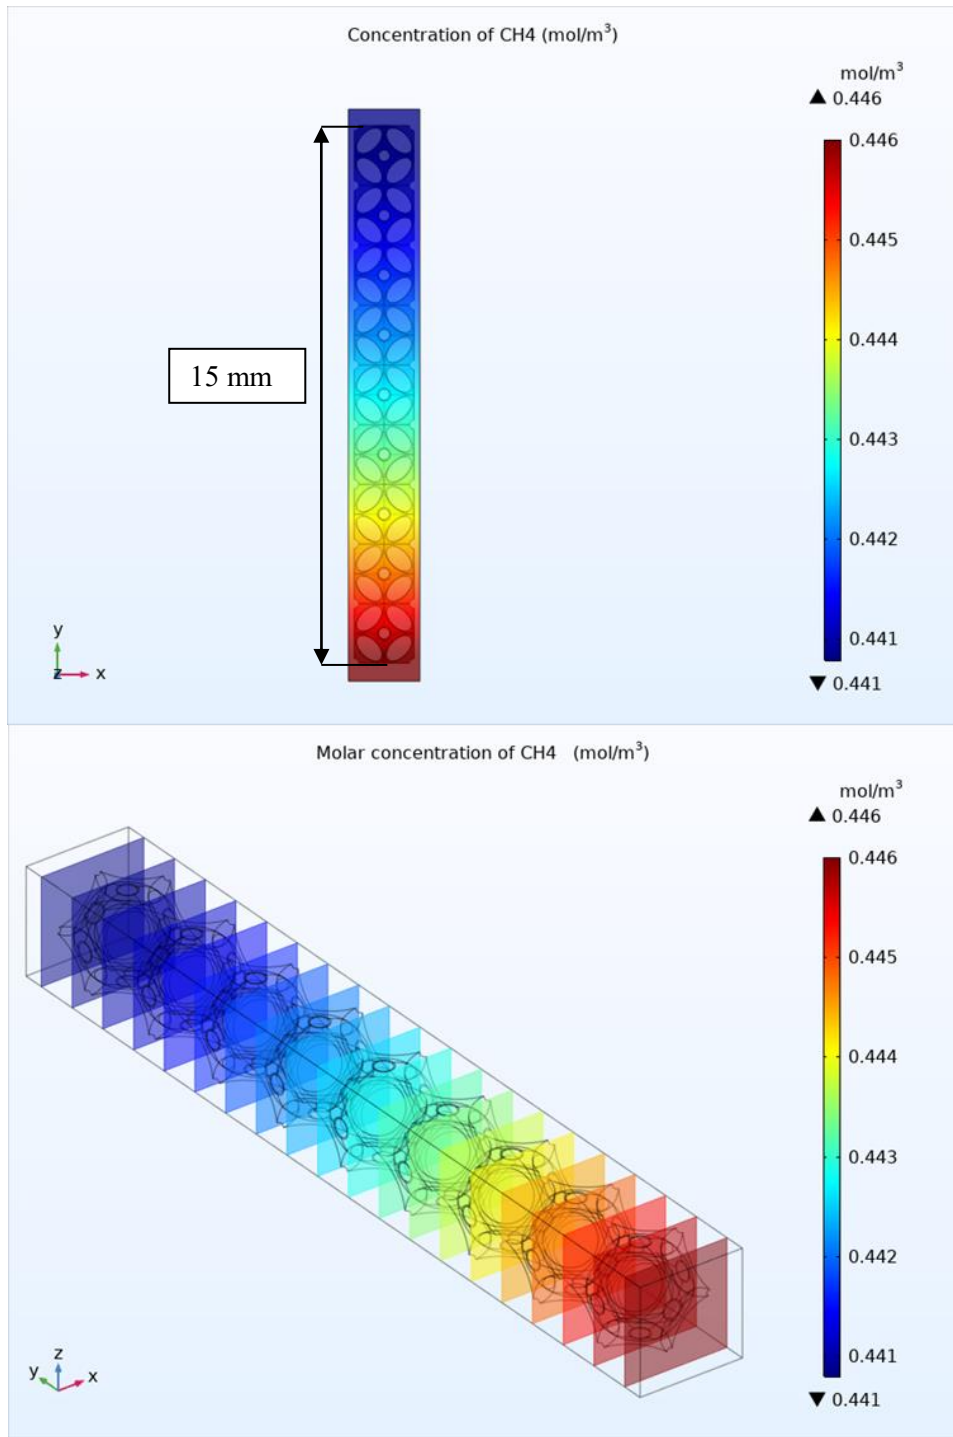 Concentration of CH4 (mol/m³)
mol/m³
▲ 0.446
0.446
0.445
0.444
0.443
0.442
0.441
▼ 0.441
15 mm
y
z x
Molar concentration of CH4 (mol/m³)
mol/m³
▲ 0.446
0.446
0.445
0.444
0.443
0.442
0.441
▼ 0.441
z
y x